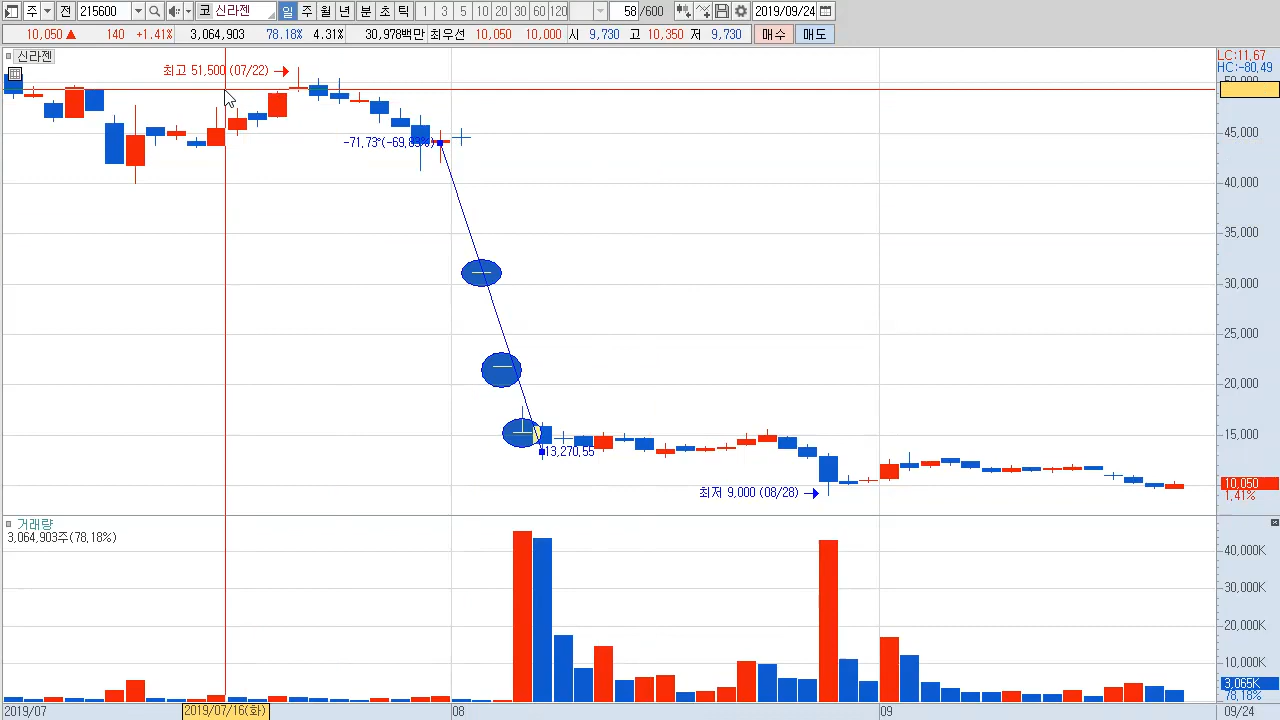 주 전 215600 코 신라젠 일 주 월 년 분 초 틱 1 3 5 10 20 30 60 120 58 /600 2019/09/24
10,050 ▲ 140 +1.41% 3,064,903 78.18% 4.31% 30,978백만 최우선 10,050 10,000 시 9,730 고 10,350 저 9,730 매수 매도
신라젠
LC:11.67
HC:-80.49
최고 51,500 (07/22)
45,000
40,000
35,000
30,000
25,000
20,000
15,000
13,270.55
최저 9,000 (08/28)
10,050
1.41%
거래량
3,064,903주(78.18%)
40,000K
30,000K
20,000K
10,000K
3,065K
78.18%
2019/07 2019/07/16(화) 08 09 09/24